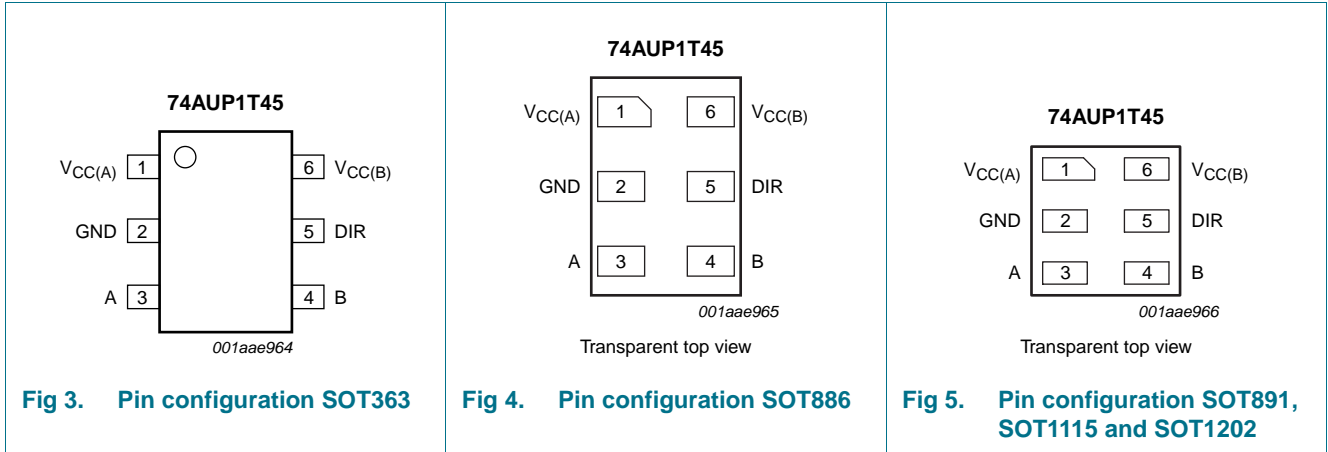 74AUP1T45
VCC(A) 1 6 VCC(B)
GND 2 5 DIR
A 3 4 B
001aae964
Fig 3. Pin configuration SOT363
74AUP1T45
VCC(A) 1 6 VCC(B)
GND 2 5 DIR
A 3 4 B
001aae965
Transparent top view
Fig 4. Pin configuration SOT886
74AUP1T45
VCC(A) 1 6 VCC(B)
GND 2 5 DIR
A 3 4 B
001aae966
Transparent top view
Fig 5. Pin configuration SOT891,
SOT1115 and SOT1202